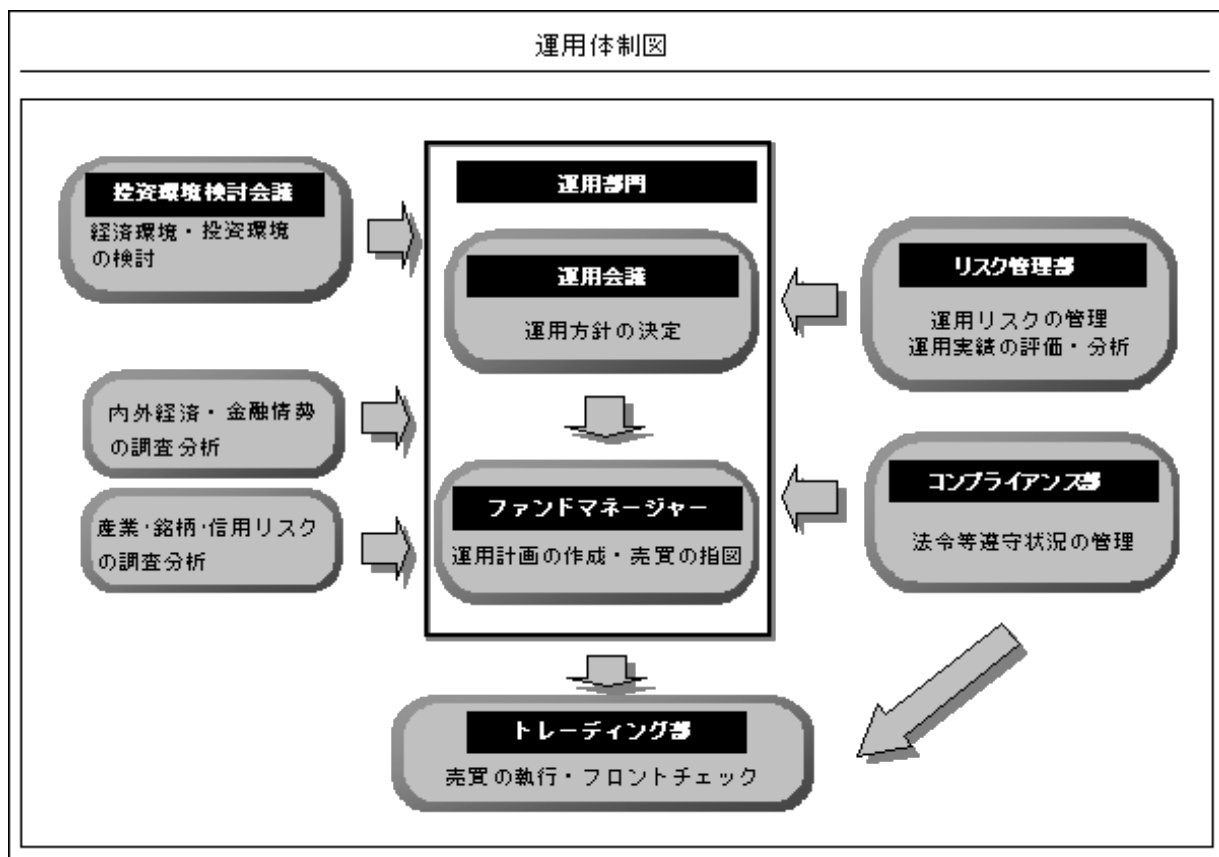 運用体制図
投資環境検討会議
経済環境・投資環境
の検討
内外経済・金融情勢
の調査分析
産業・銘柄・信用リスク
の調査分析
運用部門
運用会議
運用方針の決定
ファンドマネージャー
運用計画の作成・売買の指図
リスク管理部
運用リスクの管理
運用実績の評価・分析
コンプライアンス部
法令等遵守状況の管理
トレーディング部
売買の執行・フロントチェック